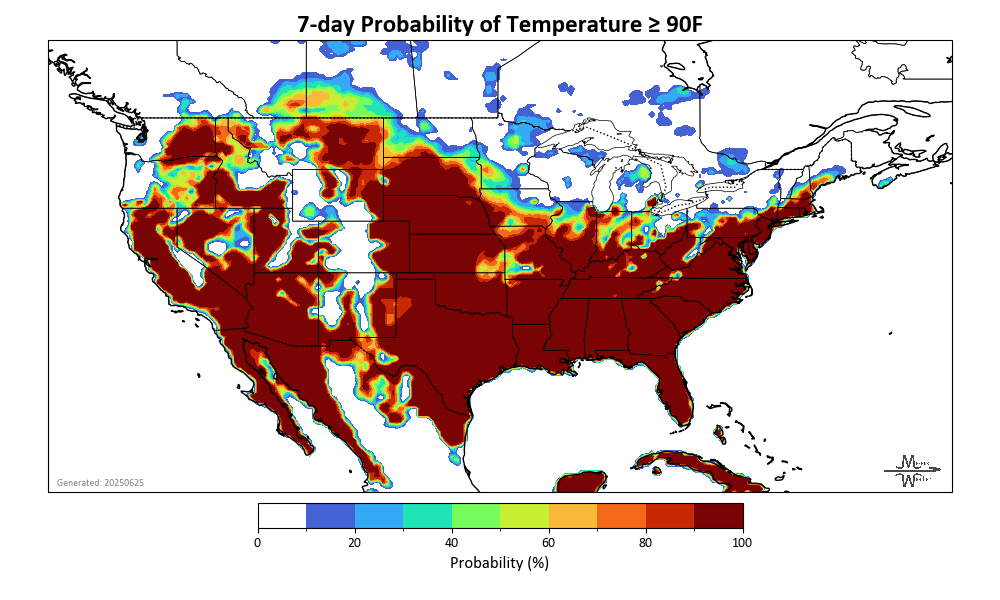 7-day Probability of Temperature ≥ 90F
Generated: 20250625
0 20 40 60 80 100
Probability (%)